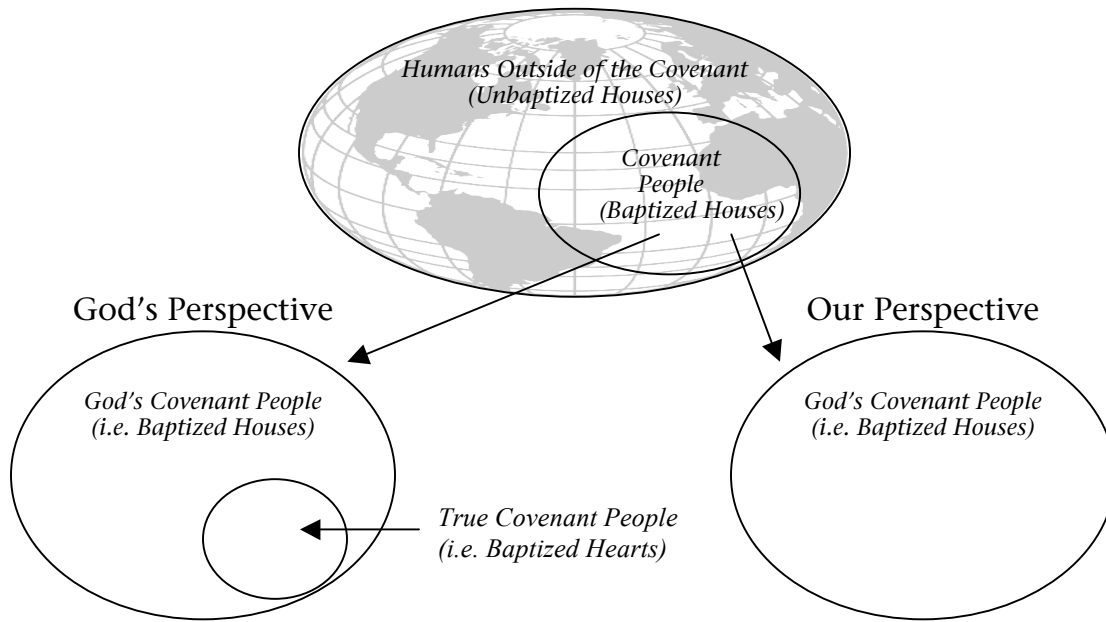 Humans Outside of the Covenant
(Unbaptized Houses)
Covenant
People
(Baptized Houses)
God's Perspective
God's Covenant People
(i.e. Baptized Houses)
True Covenant People
(i.e. Baptized Hearts)
Our Perspective
God's Covenant People
(i.e. Baptized Houses)